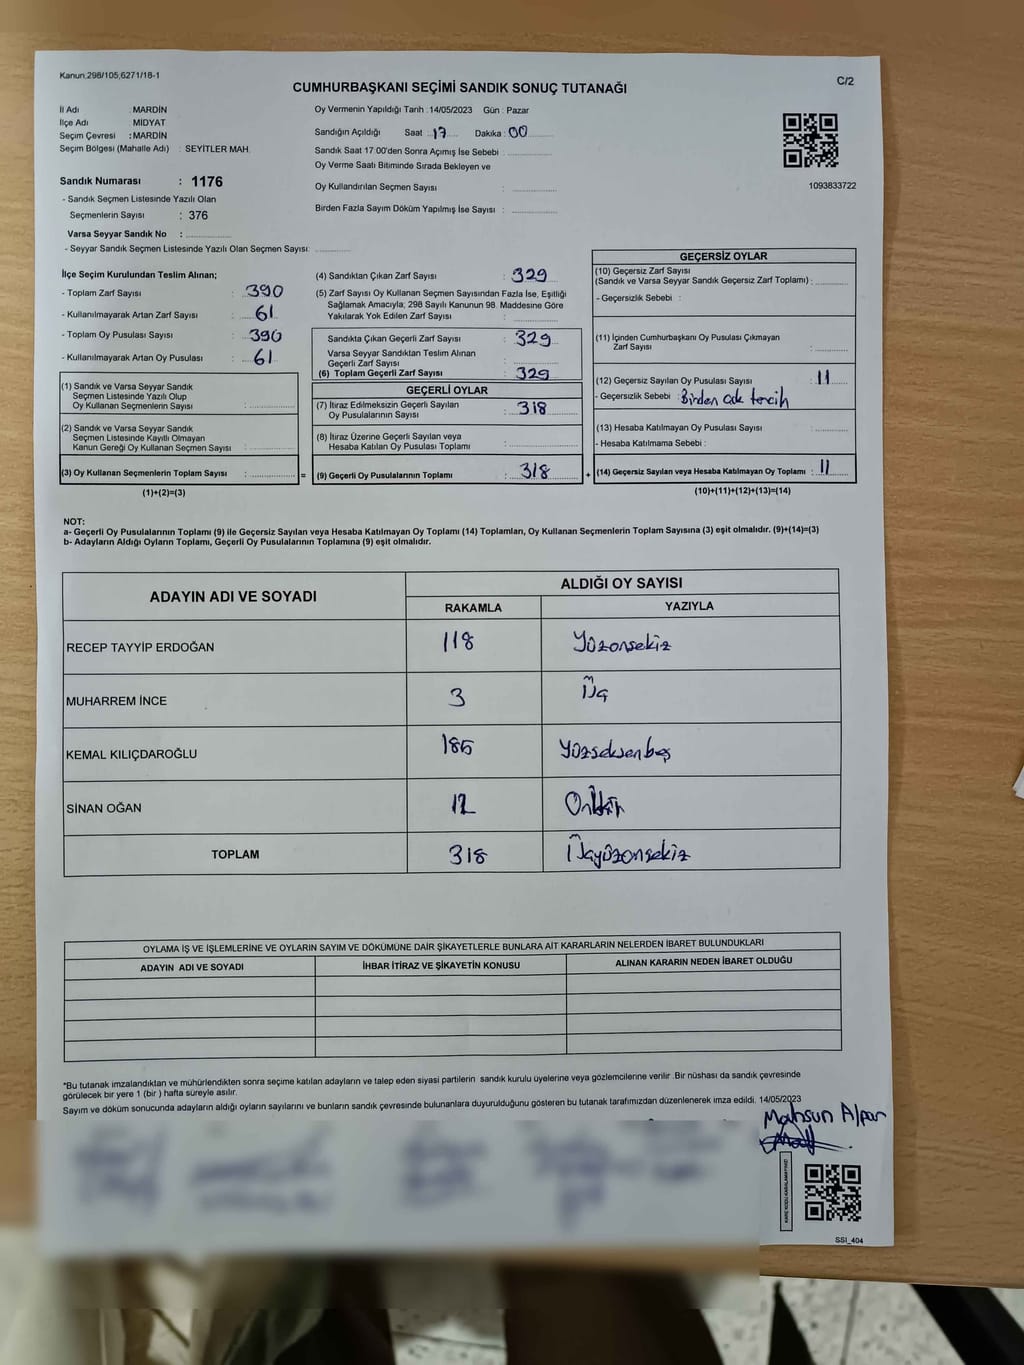 Kanun,298/105,6271/18-1
C/2
CUMHURBAŞKANI SEÇİMİ SANDIK SONUÇ TUTANAĞI
İl Adı : MARDİN
İlçe Adı : MİDYAT
Seçim Çevresi : MARDİN
Seçim Bölgesi (Mahalle Adı) : SEYİTLER MAH.
Oy Vermenin Yapıldığı Tarih :14/05/2023 Gün : Pazar
Sandığın Açıldığı Saat 17 Dakika : 00
Sandık Saat 17:00'den Sonra Açımış İse Sebebi :
Oy Verme Saati Bitiminde Sırada Bekleyen ve
Oy Kullandırılan Seçmen Sayısı :
Birden Fazla Sayım Döküm Yapılmış İse Sayısı :
1093833722
Sandık Numarası : 1176
- Sandık Seçmen Listesinde Yazılı Olan
Seçmenlerin Sayısı : 376
Varsa Seyyar Sandık No :
- Seyyar Sandık Seçmen Listesinde Yazılı Olan Seçmen Sayısı:
İlçe Seçim Kurulundan Teslim Alınan;
- Toplam Zarf Sayısı : 390
- Kullanılmayarak Artan Zarf Sayısı : 61
- Toplam Oy Pusulası Sayısı : 390
- Kullanılmayarak Artan Oy Pusulası : 61
(1) Sandık ve Varsa Seyyar Sandık
Seçmen Listesinde Yazılı Olup
Oy Kullanan Seçmenlerin Sayısı :
(2) Sandık ve Varsa Seyyar Sandık
Seçmen Listesinde Kayıtlı Olmayan
Kanun Gereği Oy Kullanan Seçmen Sayısı :
(3) Oy Kullanan Seçmenlerin Toplam Sayısı : =
(1)+(2)=(3)
(4) Sandıktan Çıkan Zarf Sayısı : 329
(5) Zarf Sayısı Oy Kullanan Seçmen Sayısından Fazla İse, Eşitliği
Sağlamak Amacıyla; 298 Sayılı Kanunun 98. Maddesine Göre
Yakılarak Yok Edilen Zarf Sayısı :
Sandıkta Çıkan Geçerli Zarf Sayısı : 329
Varsa Seyyar Sandıktan Teslim Alınan
Geçerli Zarf Sayısı :
(6) Toplam Geçerli Zarf Sayısı : 329
GEÇERLİ OYLAR
(7) İtiraz Edilmeksizin Geçerli Sayılan
Oy Pusulalarının Sayısı : 318
(8) İtiraz Üzerine Geçerli Sayılan veya
Hesaba Katılan Oy Pusulası Toplamı :
(9) Geçerli Oy Pusulalarının Toplamı : 318 +
GEÇERSİZ OYLAR
(10) Geçersiz Zarf Sayısı
(Sandık ve Varsa Seyyar Sandık Geçersiz Zarf Toplamı) :
- Geçersizlik Sebebi :
(11) İçinden Cumhurbaşkanı Oy Pusulası Çıkmayan
Zarf Sayısı :
(12) Geçersiz Sayılan Oy Pusulası Sayısı : 11
- Geçersizlik Sebebi : Birden çok tercih
(13) Hesaba Katılmayan Oy Pusulası Sayısı :
- Hesaba Katılmama Sebebi :
(14) Geçersiz Sayılan veya Hesaba Katılmayan Oy Toplamı : 11
(10)+(11)+(12)+(13)=(14)
NOT:
a- Geçerli Oy Pusulalarının Toplamı (9) ile Geçersiz Sayılan veya Hesaba Katılmayan Oy Toplamı (14) Toplamları, Oy Kullanan Seçmenlerin Toplam Sayısına (3) eşit olmalıdır. (9)+(14)=(3)
b- Adayların Aldığı Oyların Toplamı, Geçerli Oy Pusulalarının Toplamına (9) eşit olmalıdır.
ADAYIN ADI VE SOYADI ALDIĞI OY SAYISI
RAKAMLA YAZIYLA
RECEP TAYYİP ERDOĞAN 118 Yüzonsekiz
MUHARREM İNCE 3 Üç
KEMAL KILIÇDAROĞLU 185 Yüzseksenbeş
SİNAN OĞAN 12 Oniki
TOPLAM 318 Üçyüzonsekiz
OYLAMA İŞ VE İŞLEMLERİNE VE OYLARIN SAYIM VE DÖKÜMÜNE DAİR ŞİKAYETLERLE BUNLARA AİT KARARLARIN NELERDEN İBARET BULUNDUKLARI
ADAYIN ADI VE SOYADI İHBAR İTİRAZ VE ŞİKAYETİN KONUSU ALINAN KARARIN NEDEN İBARET OLDUĞU
*Bu tutanak imzalandıktan ve mühürlendikten sonra seçime katılan adayların ve talep eden siyasi partilerin sandık kurulu üyelerine veya gözlemcilerine verilir .Bir nüshası da sandık çevresinde
görülecek bir yere 1 (bir ) hafta süreyle asılır.
Sayım ve döküm sonucunda adayların aldığı oyların sayılarını ve bunların sandık çevresinde bulunanlara duyurulduğunu gösteren bu tutanak tarafımızdan düzenlenerek imza edildi. 14/05/2023
Mahsun Alpar
KARE KODU KARALAMAYINIZ!
SSI_404